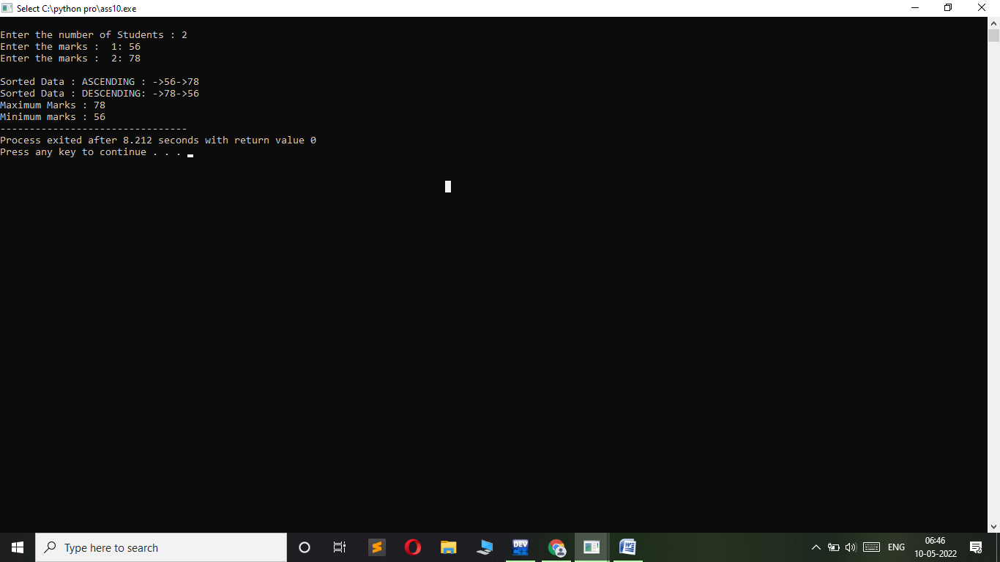 Select C:\python pro\ass10.exe
Enter the number of Students : 2
Enter the marks :  1: 56
Enter the marks :  2: 78
Sorted Data : ASCENDING : ->56->78
Sorted Data : DESCENDING: ->78->56
Maximum Marks : 78
Minimum marks : 56
--------------------------------
Process exited after 8.212 seconds with return value 0
Press any key to continue . . .
Type here to search
DEV
ENG
06:46
10-05-2022